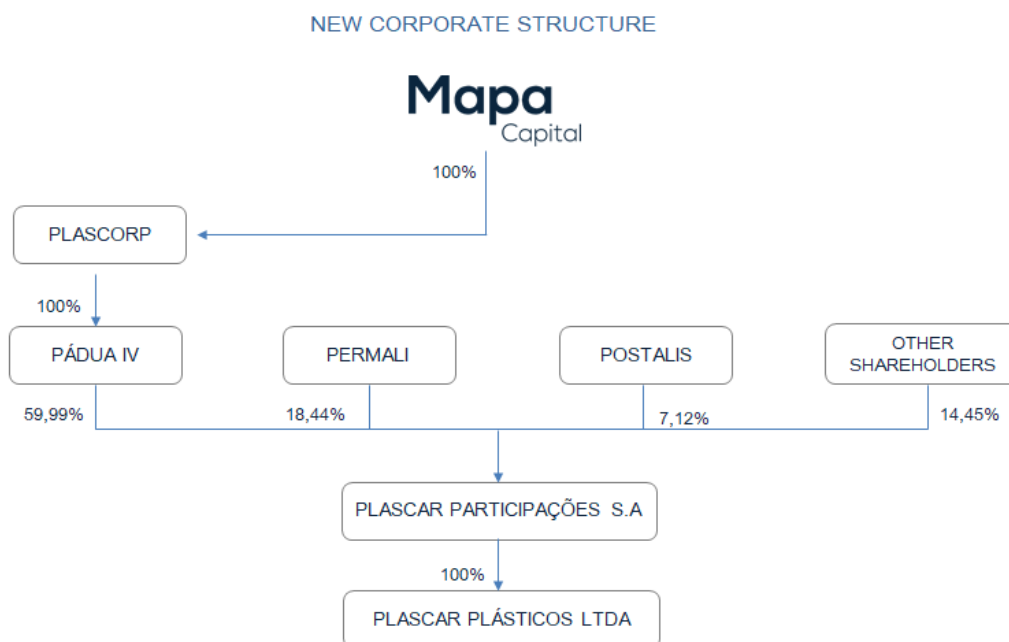 NEW CORPORATE STRUCTURE
Mapa
Capital
100%
PLASCORP
100%
PÁDUA IV
PERMALI
POSTALIS
OTHER
SHAREHOLDERS
59,99%
18,44%
7,12%
14,45%
PLASCAR PARTICIPAÇÕES S.A
100%
PLASCAR PLÁSTICOS LTDA